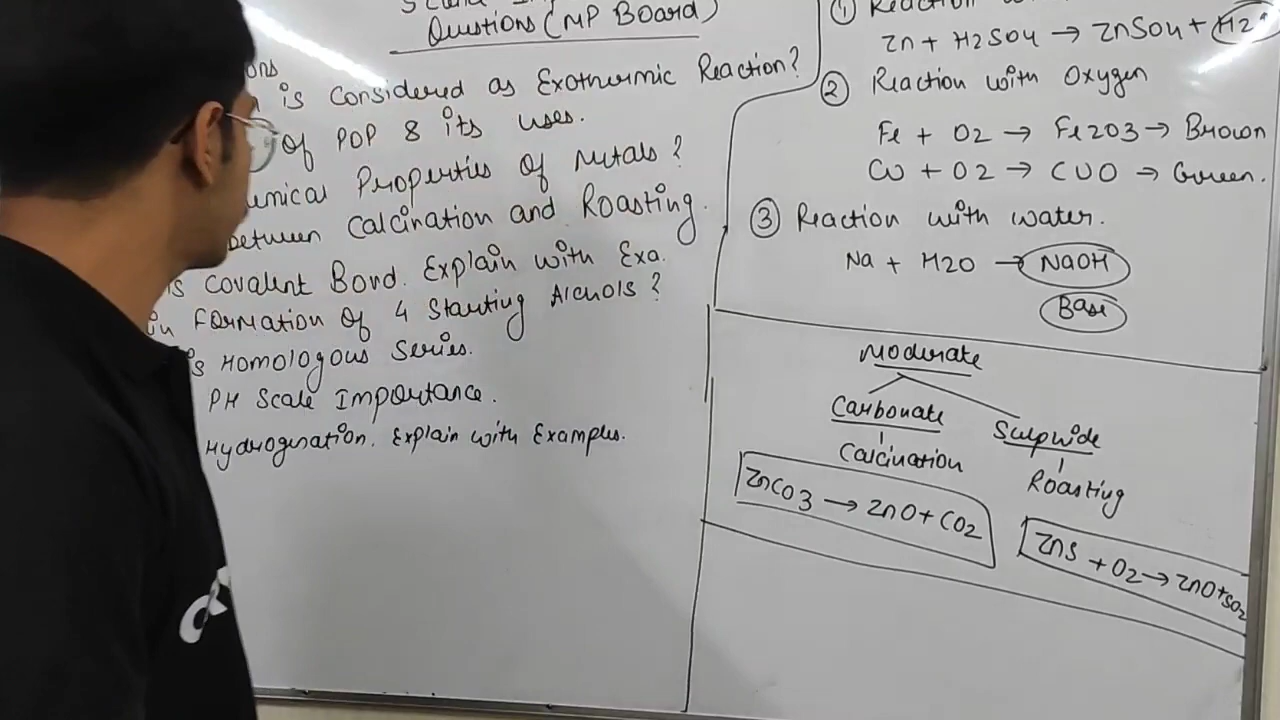 Questions (MP Board)
is Considered as Exothermic Reaction?
of POP & its uses.
Properties of Metals?
between Calcination and Roasting.
is Covalent Bond. Explain with Exa.
Formation of 4 Starting Alcohols?
Homologous Series.
PH Scale Importance.
Hydrogenation. Explain with Examples.
①
Zn + H2SO4 → ZnSO4 + H2
② Reaction with Oxygen
Fe + O2 → Fe2O3 → Brown
Cu + O2 → CUO → Green.
③ Reaction with water.
Na + H2O → NaOH
Base
Moderate
Carbonate
Sulphide
Calcination
Roasting
ZnCO3 → ZnO + CO2
ZnS + O2 → ZnO + SO2